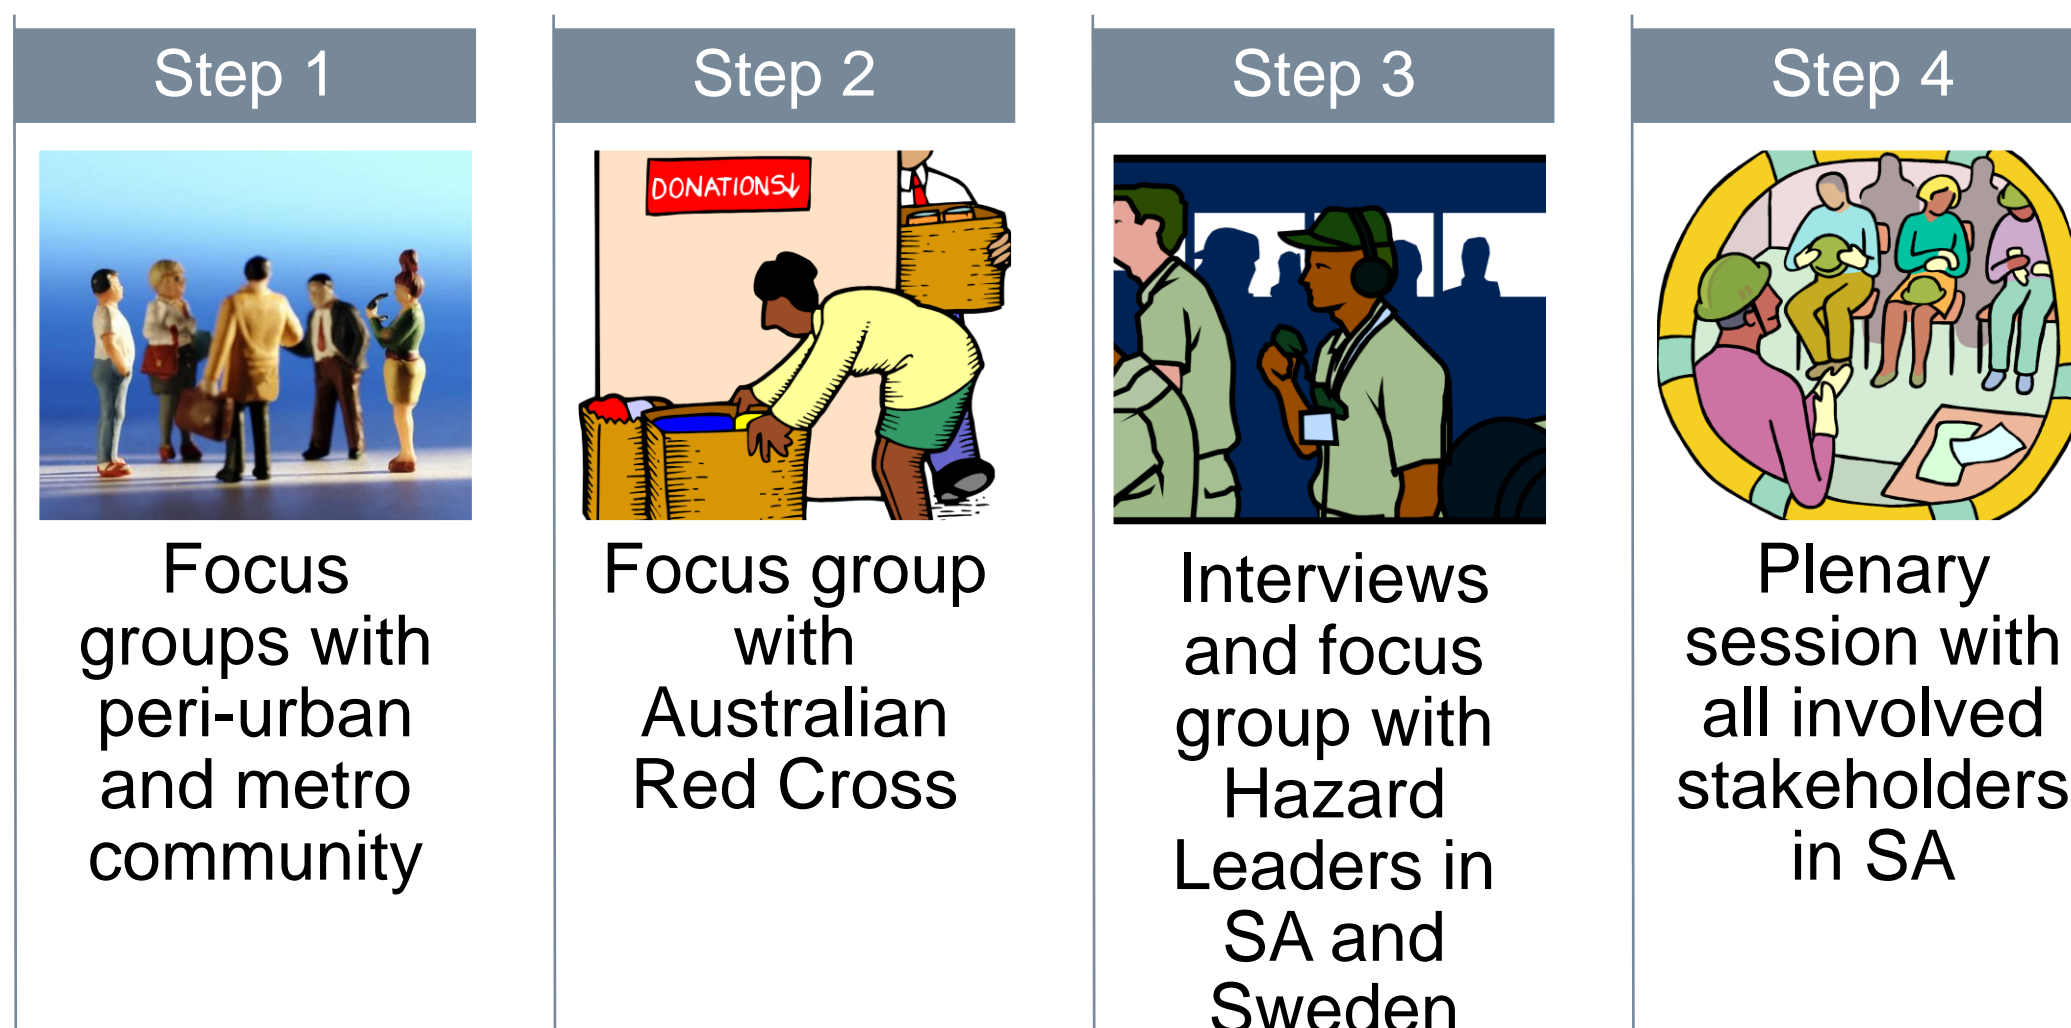 Step 1
DONATIONS↓
Focus
groups with
peri-urban
and metro
community
Step 2
Focus group
with
Australian
Red Cross
Step 3
Interviews
and focus
group with
Hazard
Leaders in
SA and
Sweden
Step 4
Plenary
session with
all involved
stakeholders
in SA